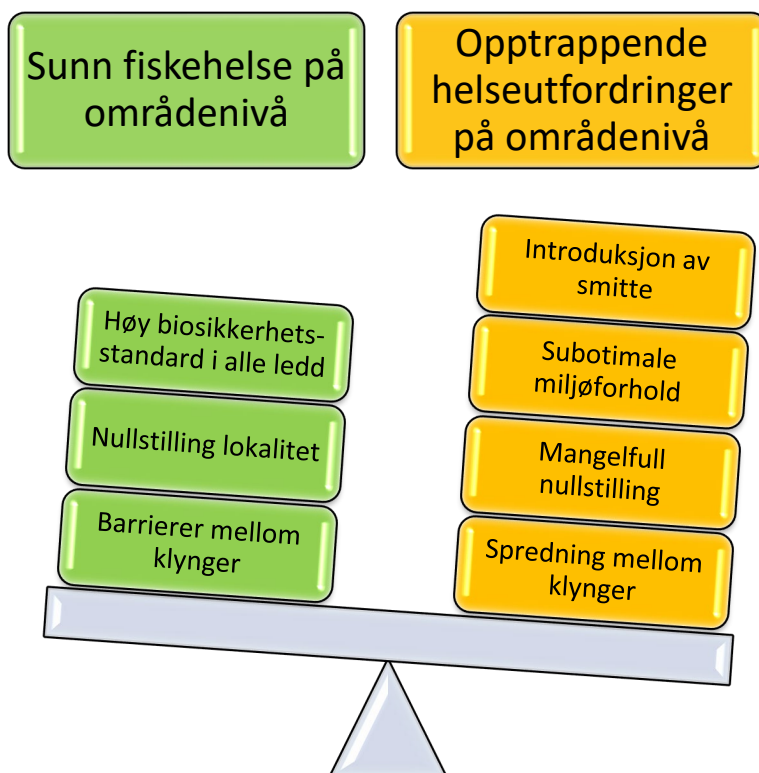 Sunn fiskehelse på
områdenivå
Opptrappende
helseutfordringer
på områdenivå
Høy biosikkerhets-
standard i alle ledd
Nullstilling lokalitet
Barrierer mellom
klynger
Introduksjon av
smitte
Subotimale
miljøforhold
Mangelfull
nullstilling
Spredning mellom
klynger